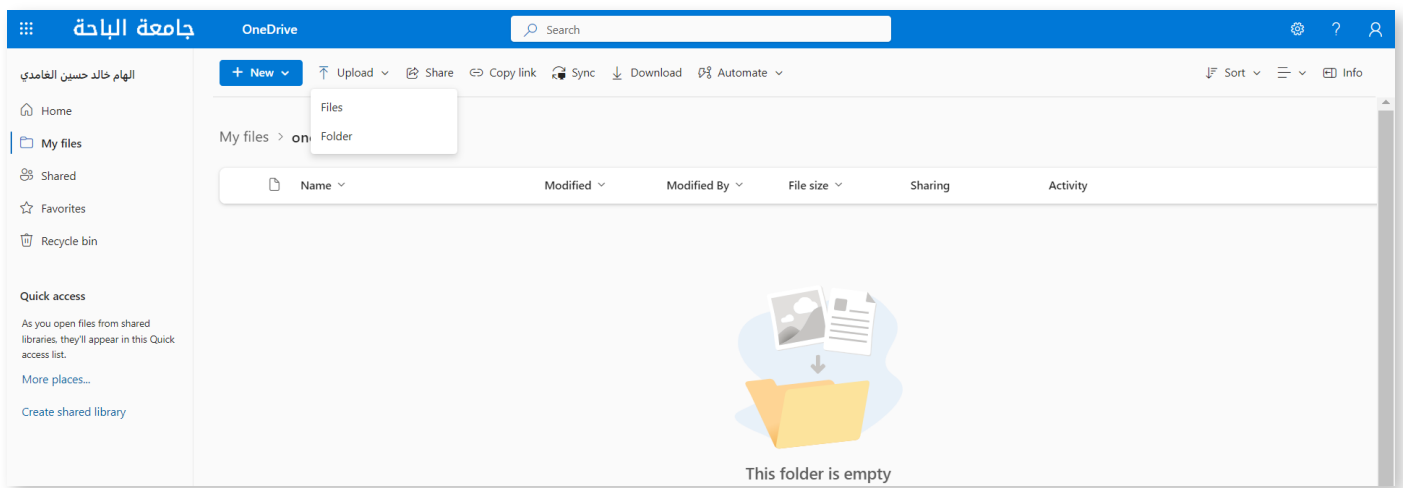 جامعة الباحة
OneDrive
Search
الهام خالد حسين الغامدي
Home
My files
Shared
Favorites
Recycle bin
Quick access
As you open files from shared
libraries, they'll appear in this Quick
access list.
More places...
Create shared library
New Upload Share Copy link Sync Download Automate Sort Info
Files
Folder
My files >
Name Modified Modified By File size Sharing Activity
This folder is empty